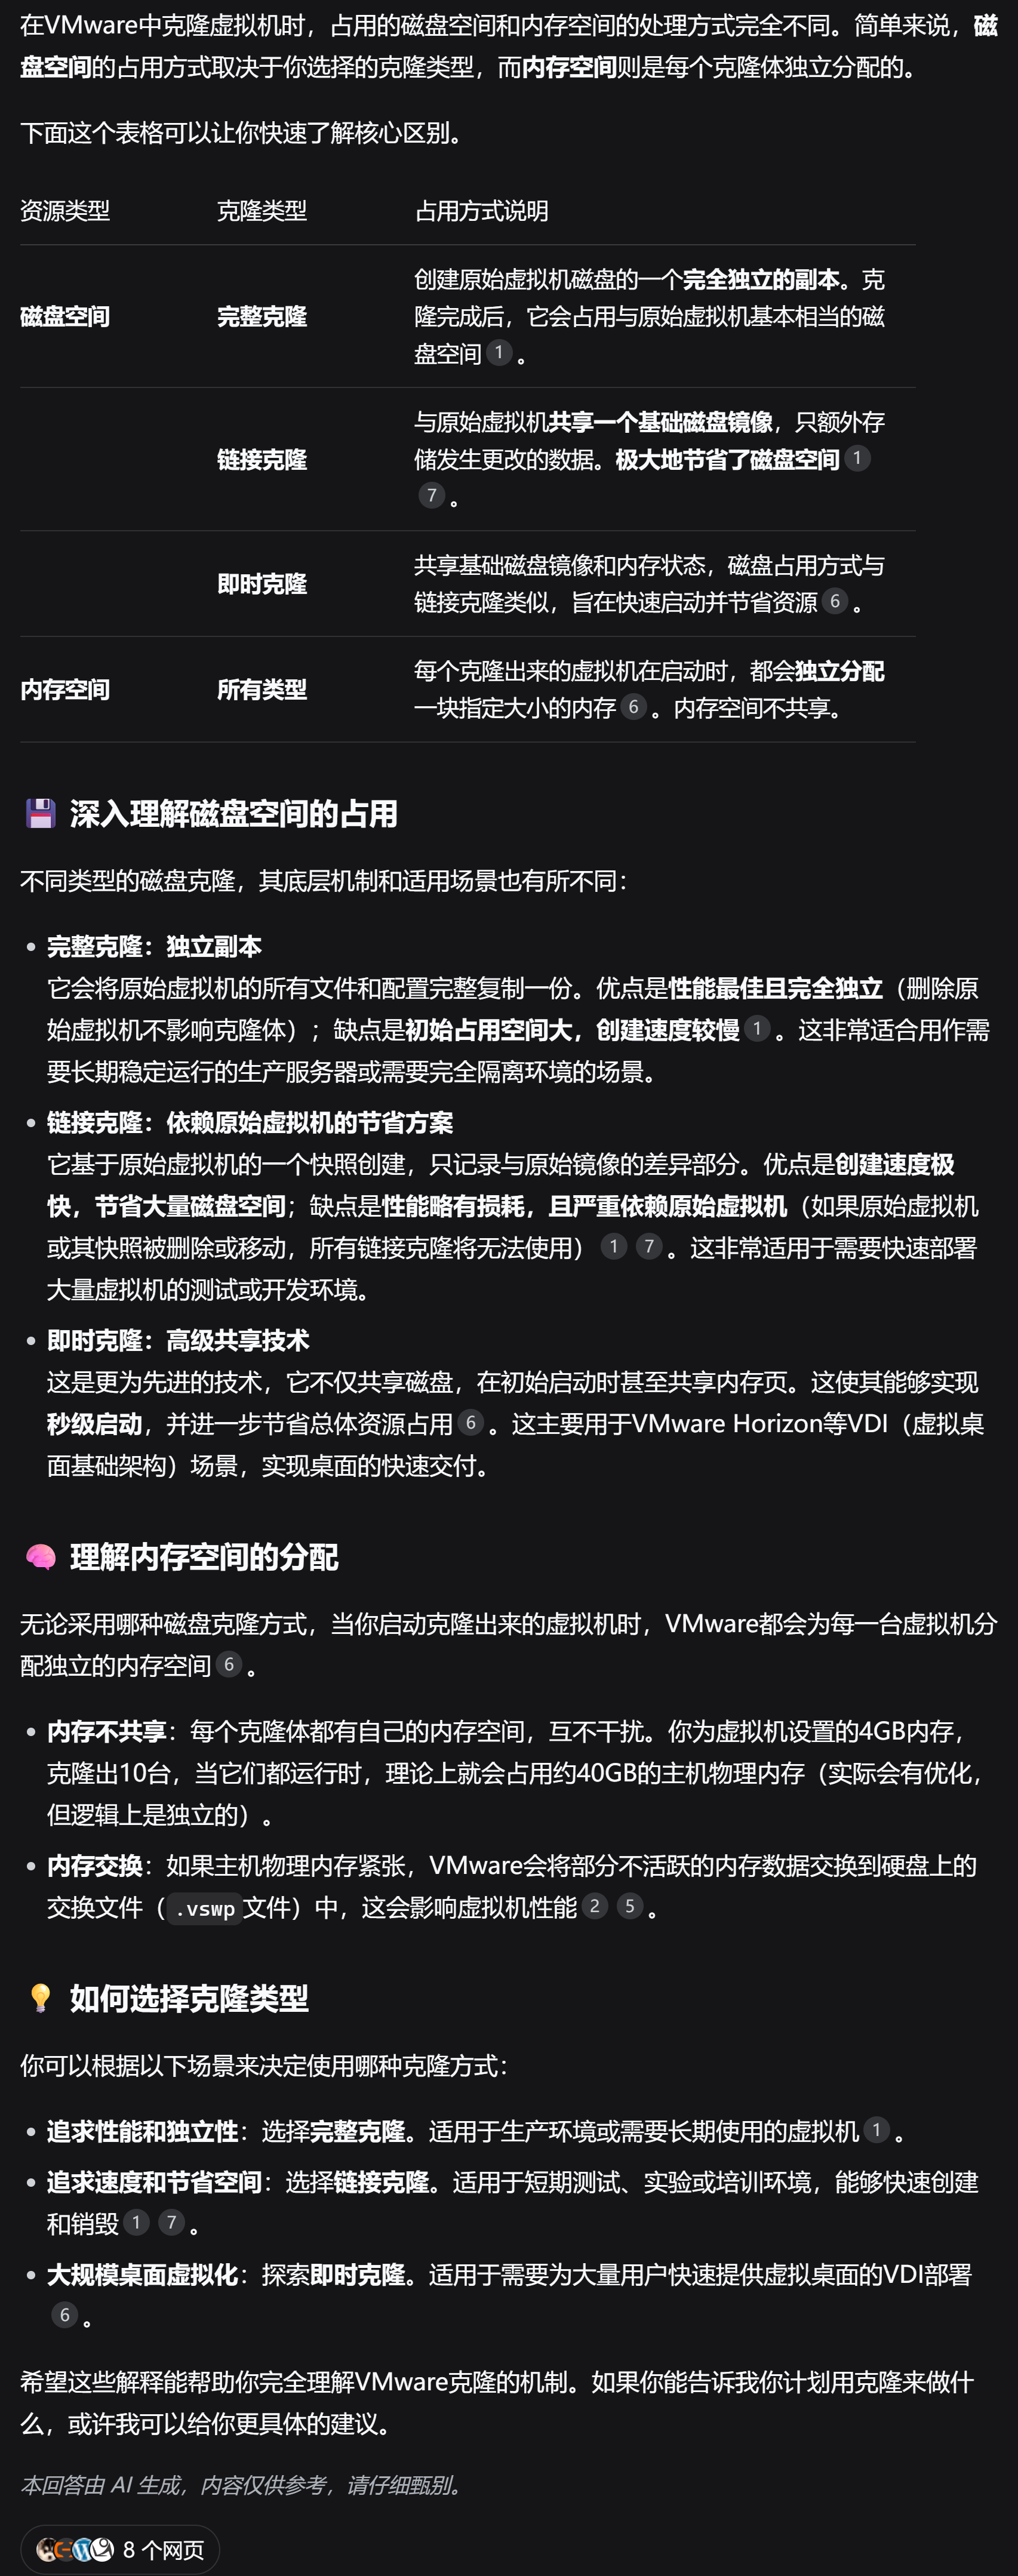 在VMware中克隆虚拟机时，占用的磁盘空间和内存空间的处理方式完全不同。简单来说，磁
盘空间的占用方式取决于你选择的克隆类型，而内存空间则是每个克隆体独立分配的。
下面这个表格可以让你快速了解核心区别。
资源类型 克隆类型 占用方式说明
创建原始虚拟机磁盘的一个完全独立的副本。克
磁盘空间 完整克隆 隆完成后，它会占用与原始虚拟机基本相当的磁
盘空间 1 。
与原始虚拟机共享一个基础磁盘镜像，只额外存
链接克隆 储发生更改的数据。极大地节省了磁盘空间 1
7 。
共享基础磁盘镜像和内存状态，磁盘占用方式与
即时克隆 链接克隆类似，旨在快速启动并节省资源 6 。
每个克隆出来的虚拟机在启动时，都会独立分配
内存空间 所有类型 一块指定大小的内存 6 。内存空间不共享。
💾 深入理解磁盘空间的占用
不同类型的磁盘克隆，其底层机制和适用场景也有所不同：
• 完整克隆：独立副本
它会将原始虚拟机的所有文件和配置完整复制一份。优点是性能最佳且完全独立（删除原
始虚拟机不影响克隆体）；缺点是初始占用空间大，创建速度较慢 1 。这非常适合用作需
要长期稳定运行的生产服务器或需要完全隔离环境的场景。
• 链接克隆：依赖原始虚拟机的节省方案
它基于原始虚拟机的一个快照创建，只记录与原始镜像的差异部分。优点是创建速度极
快，节省大量磁盘空间；缺点是性能略有损耗，且严重依赖原始虚拟机（如果原始虚拟机
或其快照被删除或移动，所有链接克隆将无法使用） 1 7 。这非常适用于需要快速部署
大量虚拟机的测试或开发环境。
• 即时克隆：高级共享技术
这是更为先进的技术，它不仅共享磁盘，在初始启动时甚至共享内存页。这使其能够实现
秒级启动，并进一步节省总体资源占用 6 。这主要用于VMware Horizon等VDI（虚拟桌
面基础架构）场景，实现桌面的快速交付。
🧠 理解内存空间的分配
无论采用哪种磁盘克隆方式，当你启动克隆出来的虚拟机时，VMware都会为每一台虚拟机分
配独立的内存空间 6 。
• 内存不共享：每个克隆体都有自己的内存空间，互不干扰。你为虚拟机设置的4GB内存，
克隆出10台，当它们都运行时，理论上就会占用约40GB的主机物理内存（实际会有优化，
但逻辑上是独立的）。
• 内存交换：如果主机物理内存紧张，VMware会将部分不活跃的内存数据交换到硬盘上的
交换文件（.vswp文件）中，这会影响虚拟机性能 2 5 。
💡 如何选择克隆类型
你可以根据以下场景来决定使用哪种克隆方式：
• 追求性能和独立性：选择完整克隆。适用于生产环境或需要长期使用的虚拟机 1 。
• 追求速度和节省空间：选择链接克隆。适用于短期测试、实验或培训环境，能够快速创建
和销毁 1 7 。
• 大规模桌面虚拟化：探索即时克隆。适用于需要为大量用户快速提供虚拟桌面的VDI部署
6 。
希望这些解释能帮助你完全理解VMware克隆的机制。如果你能告诉我你计划用克隆来做什
么，或许我可以给你更具体的建议。
本回答由 AI 生成，内容仅供参考，请仔细甄别。
8 个网页